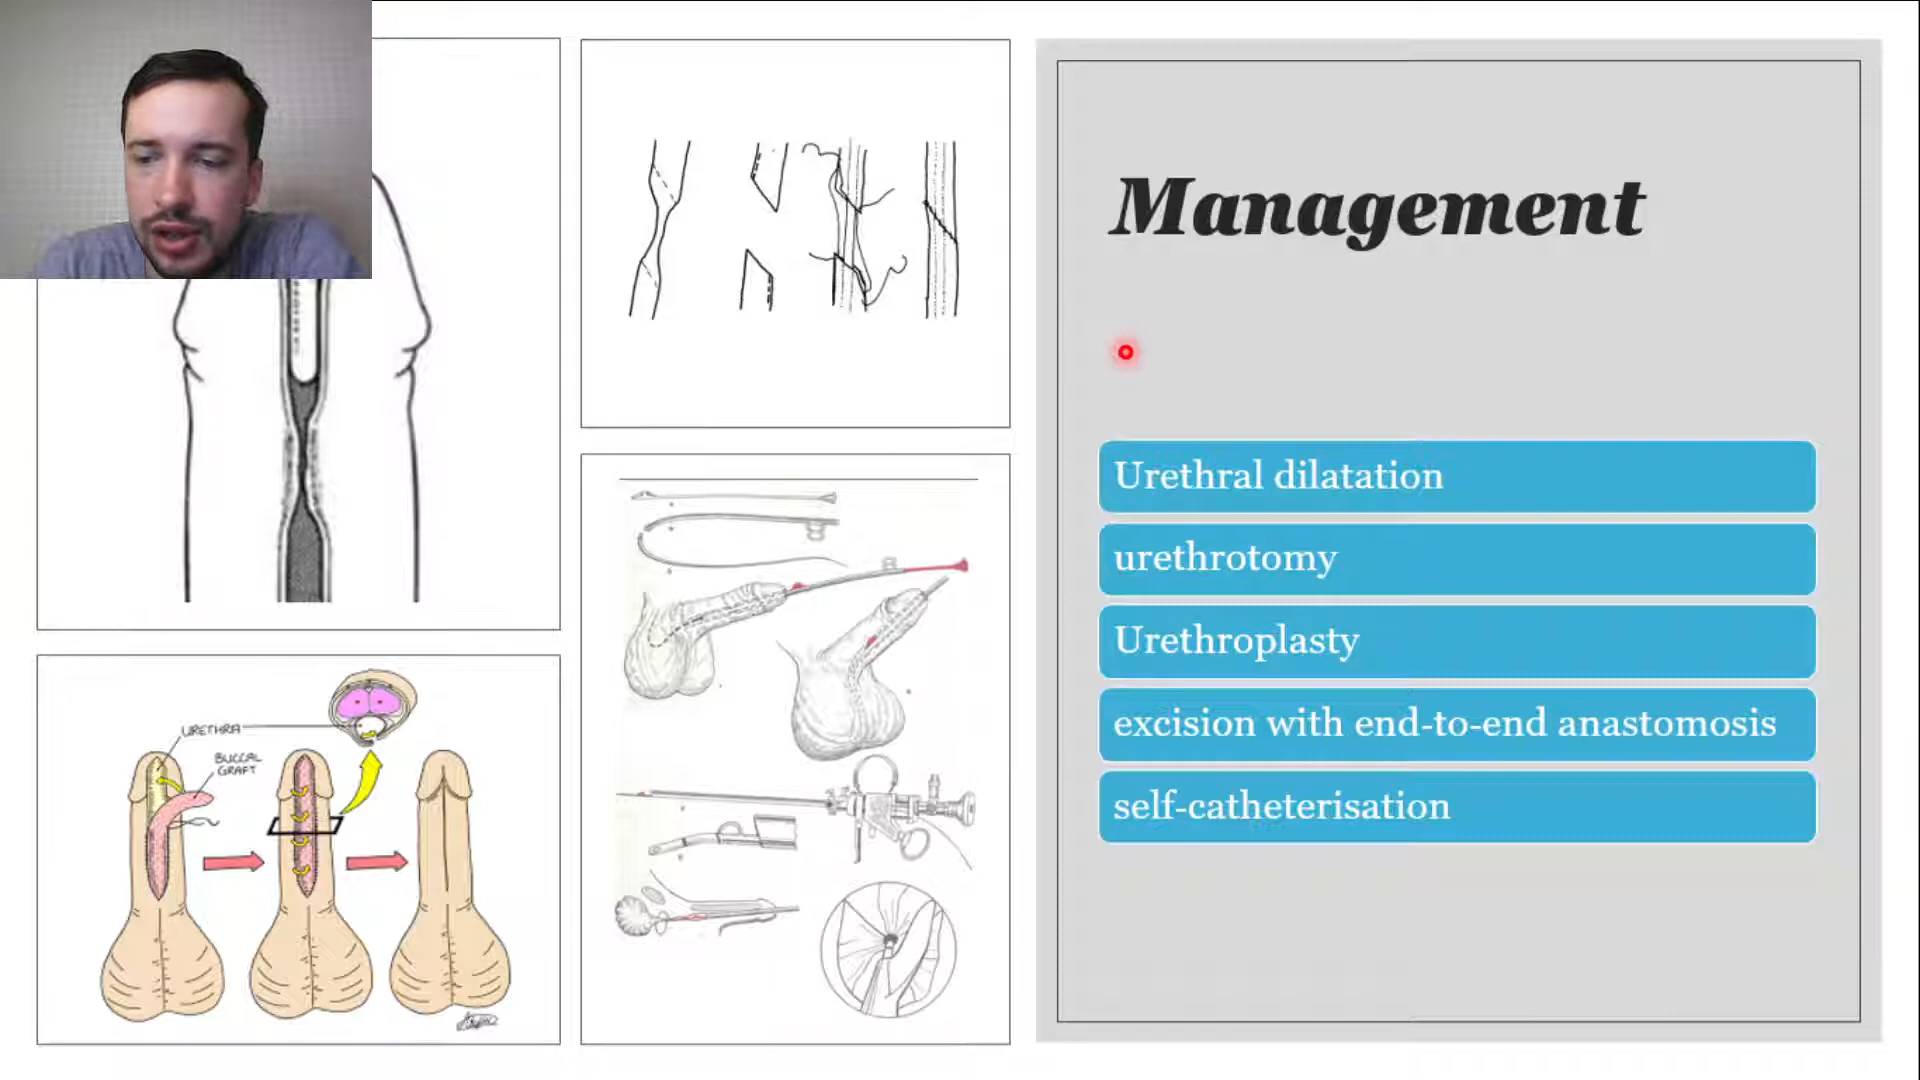 Management
Urethral dilatation
urethrotomy
Urethroplasty
excision with end-to-end anastomosis
self-catheterisation
URETHRA
BUCCAL
GRAFT